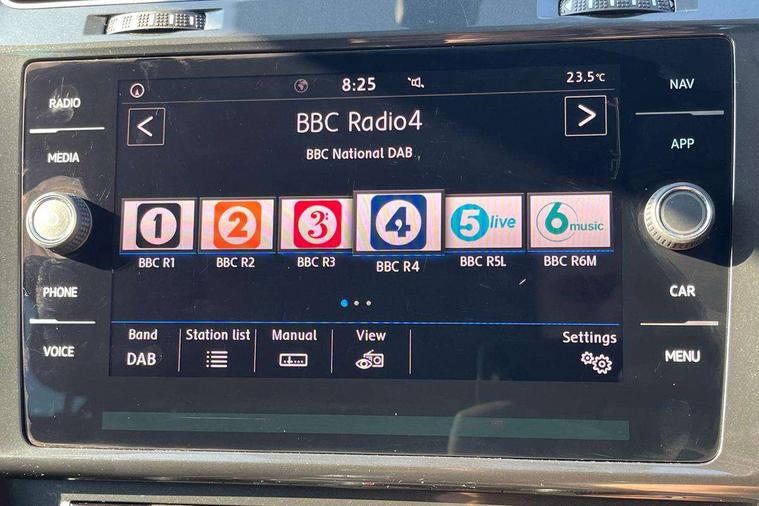 8:25
23.5°C
RADIO
NAV
<
BBC Radio4
>
MEDIA
BBC National DAB
APP
1
2
3
4
5 live
6 music
BBC R1
BBC R2
BBC R3
BBC R4
BBC R5L
BBC R6M
PHONE
CAR
Band
Station list
Manual
View
Settings
DAB
VOICE
MENU